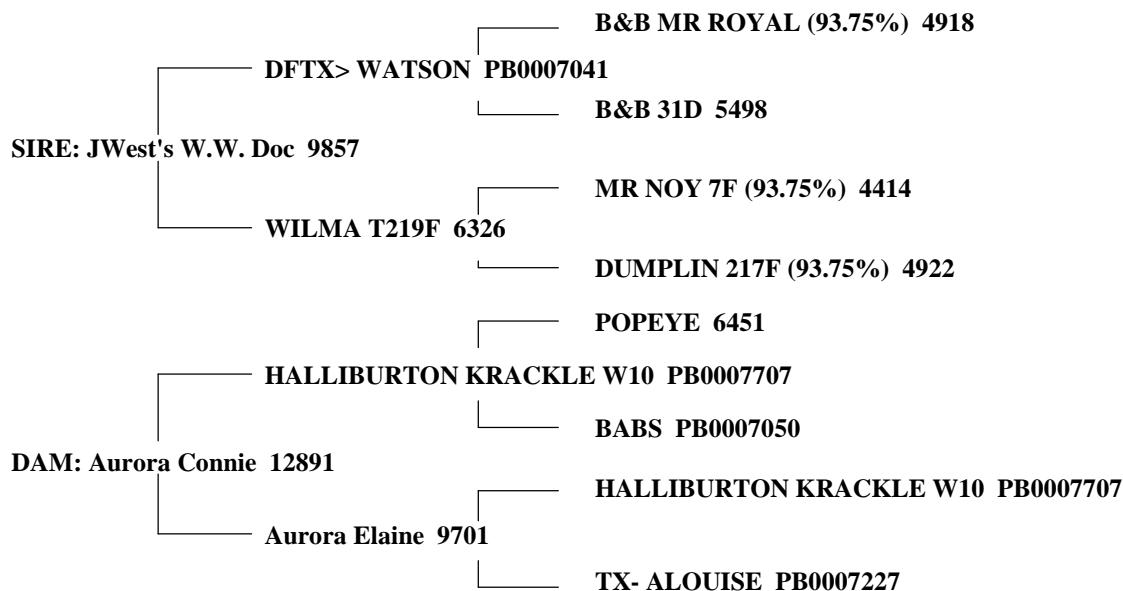 B&B MR ROYAL (93.75%) 4918
DFTX> WATSON PB0007041
B&B 31D 5498
SIRE: JWest's W.W. Doc 9857
MR NOY 7F (93.75%) 4414
WILMA T219F 6326
DUMPLIN 217F (93.75%) 4922
POPEYE 6451
HALLIBURTON KRACKLE W10 PB0007707
BABS PB0007050
DAM: Aurora Connie 12891
HALLIBURTON KRACKLE W10 PB0007707
Aurora Elaine 9701
TX- ALOUISE PB0007227